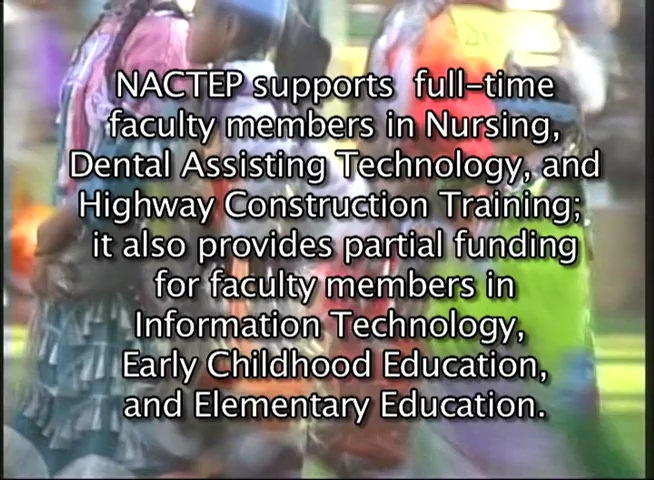 NACTEP supports full-time
faculty members in Nursing,
Dental Assisting Technology, and
Highway Construction Training;
it also provides partial funding
for faculty members in
Information Technology,
Early Childhood Education,
and Elementary Education.